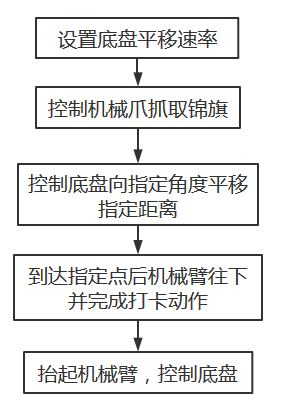 设置底盘平移速率
控制机械爪抓取锦旗
控制底盘向指定角度平移
指定距离
到达指定点后机械臂往下
并完成打卡动作
抬起机械臂，控制底盘